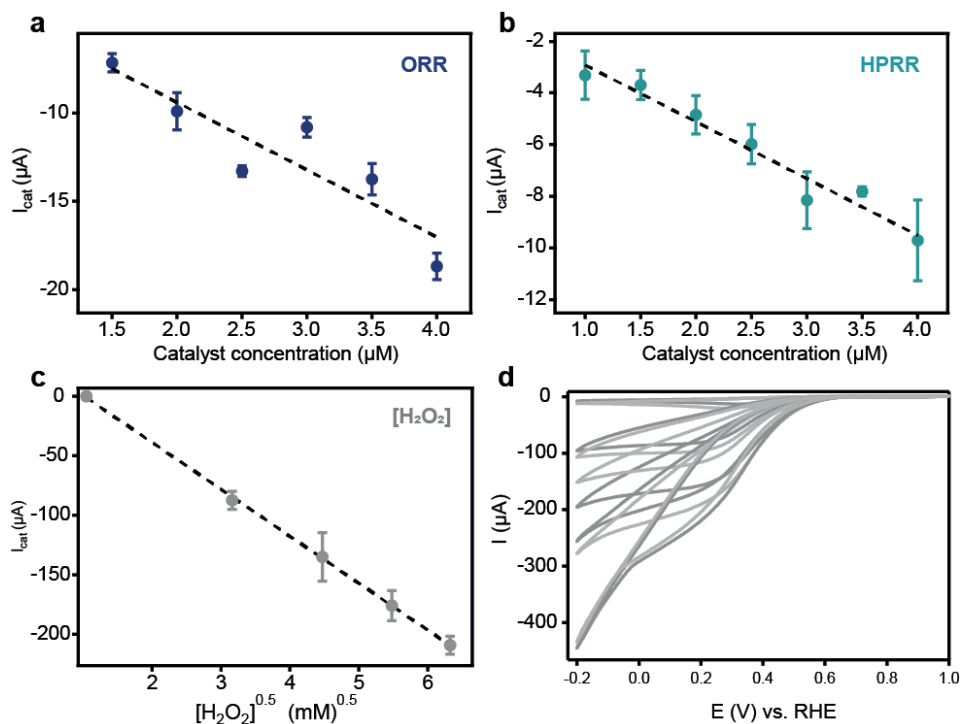 a
ORR
I_cat (μA)
-10
-15
-20
1.5 2.0 2.5 3.0 3.5 4.0
Catalyst concentration (μM)
b
HPRR
I_cat (μA)
-2
-4
-6
-8
-10
-12
1.0 1.5 2.0 2.5 3.0 3.5 4.0
Catalyst concentration (μM)
c
[H₂O₂]
I_cat (μA)
0
-50
-100
-150
-200
2 3 4 5 6
[H₂O₂]^0.5 (mM)^0.5
d
I (μA)
0
-100
-200
-300
-400
-0.2 0.0 0.2 0.4 0.6 0.8 1.0
E (V) vs. RHE